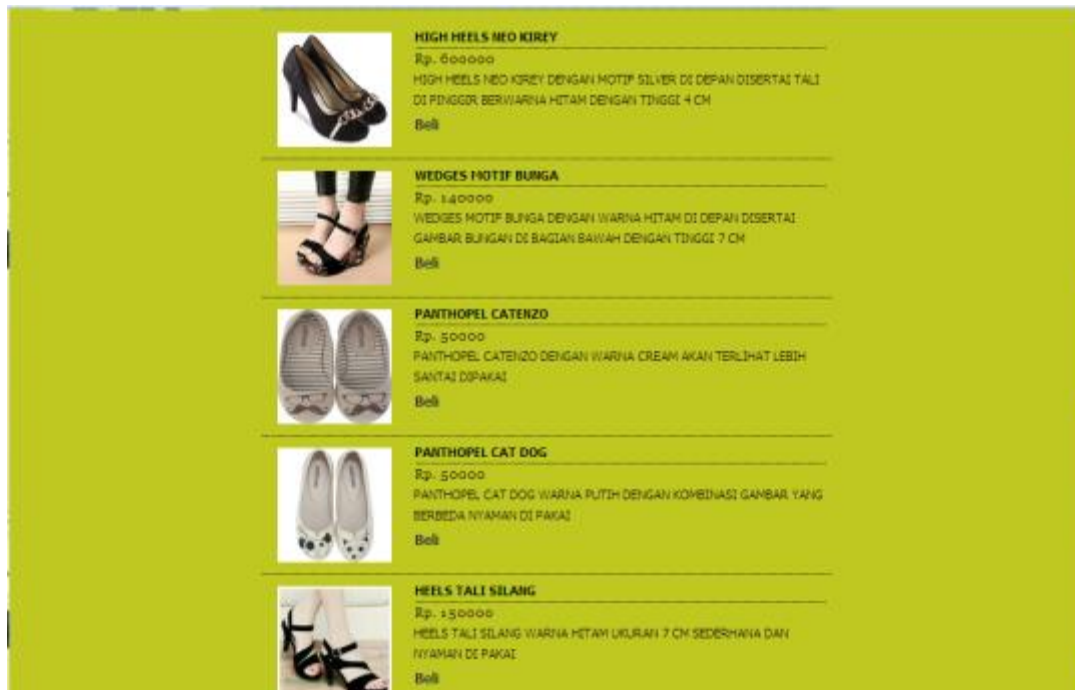 HIGH HEELS NEO KIREY
Rp. 600000
HIGH HEELS NEO KIREY DENGAN MOTIF SILVER DI DEPAN DISERTAI TALI
DI PINGGIR BERWARNA HITAM DENGAN TINGGI 4 CM
Beli
WEDGES MOTIF BUNGA
Rp. 140000
WEDGES MOTIF BUNGA DENGAN WARNA HITAM DI DEPAN DISERTAI
GAMBAR BUNGAN DI BAGIAN BAWAH DENGAN TINGGI 7 CM
Beli
PANTHOPEL CATENZO
Rp. 50000
PANTHOPEL CATENZO DENGAN WARNA CREAM AKAN TERLIHAT LEBIH
SANTAI DIPAKAI
Beli
PANTHOPEL CAT DOG
Rp. 50000
PANTHOPEL CAT DOG WARNA PUTIH DENGAN KOMBINASI GAMBAR YANG
BERBEDA NYAMAN DI PAKAI
Beli
HEELS TALI SILANG
Rp. 150000
HEELS TALI SILANG WARNA HITAM UKURAN 7 CM SEDERHANA DAN
NYAMAN DI PAKAI
Beli